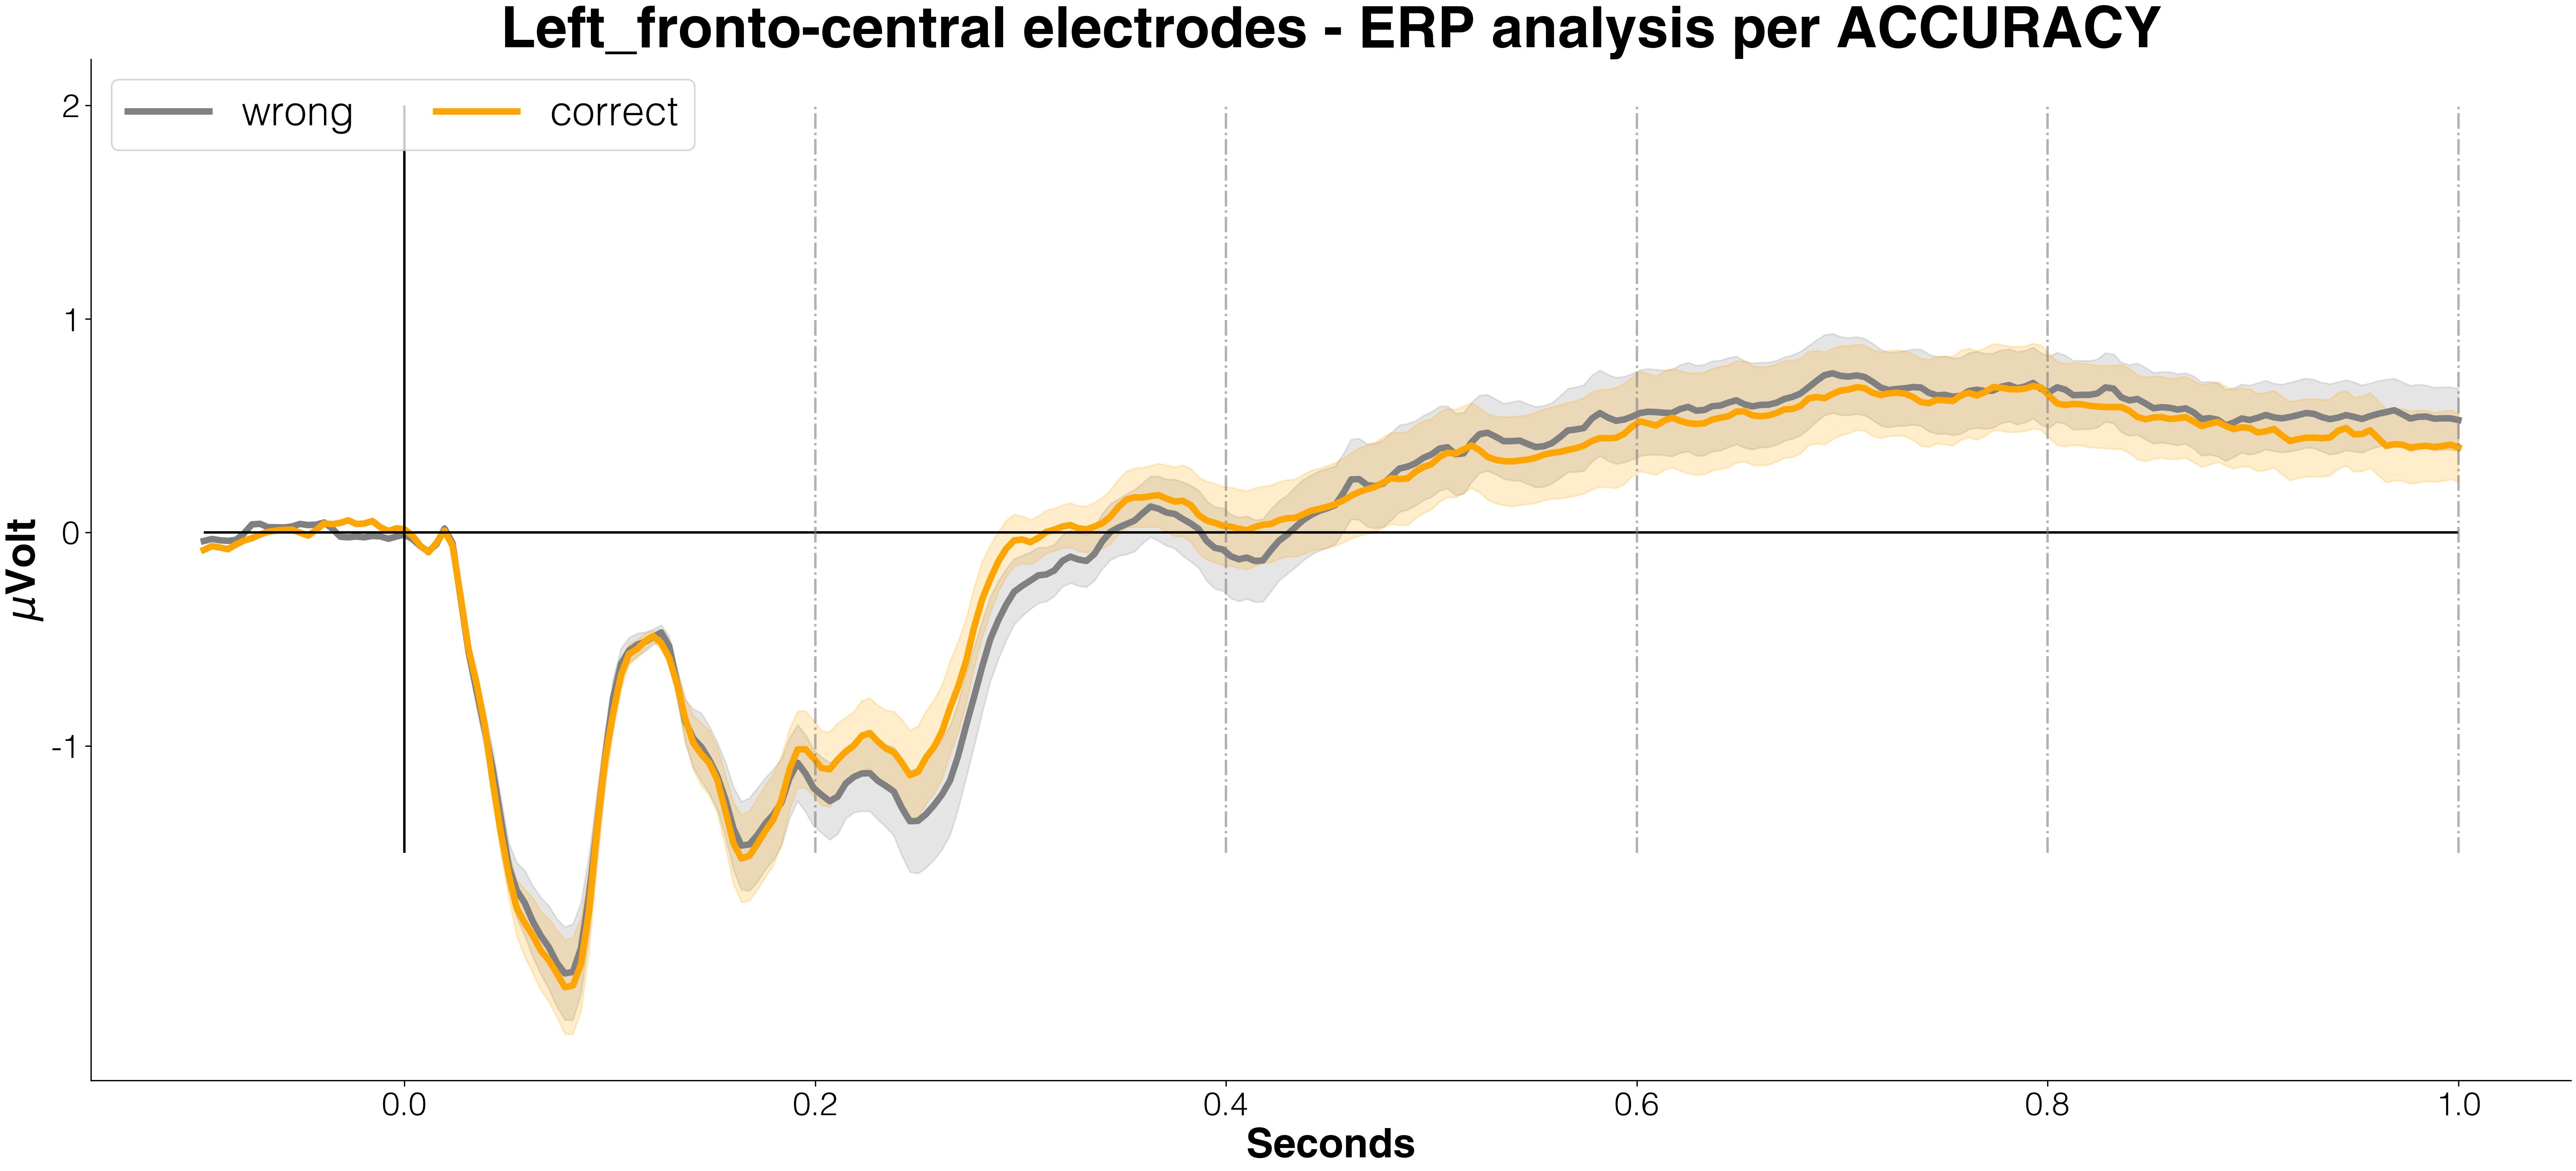 Left_fronto-central electrodes - ERP analysis per ACCURACY
wrong correct
2
1
0
-1
μVolt
0.0 0.2 0.4 0.6 0.8 1.0
Seconds